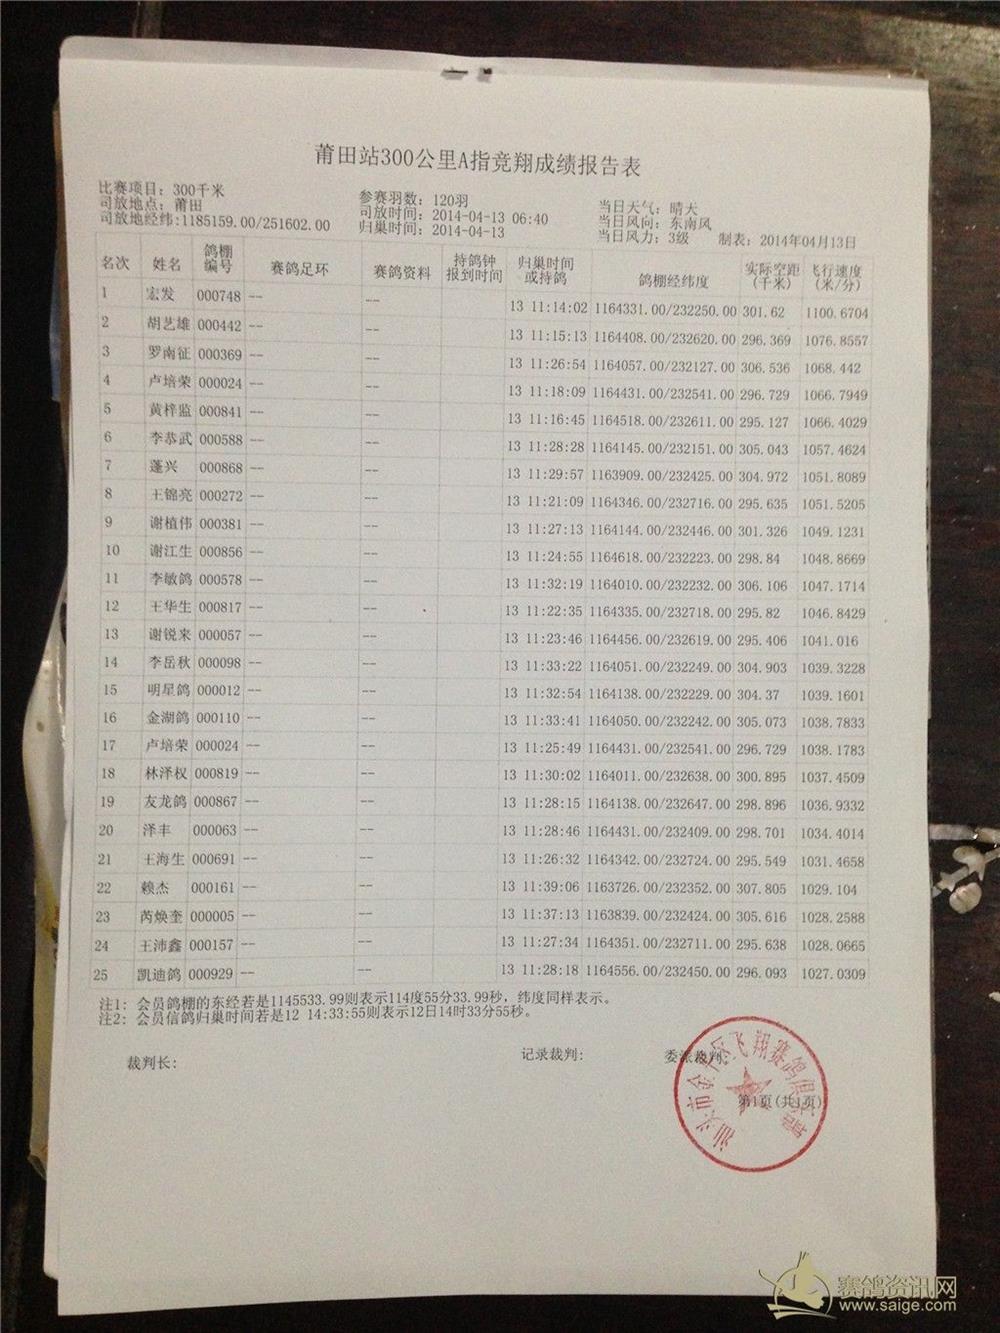 莆田站300公里A指竞翔成绩报告表
比赛项目: 300千米
司放地点: 莆田
司放地经纬:1185159.00/251602.00
参赛羽数: 120羽
司放时间: 2014-04-13 06:40
归巢时间: 2014-04-13
当日天气: 晴天
当日风向: 东南风
当日风力: 3级 制表: 2014年04月13日
名次 姓名 鸽棚编号 赛鸽足环 赛鸽资料 持鸽钟报到时间 归巢时间或持鸽 鸽棚经纬度 实际空距(千米) 飞行速度(米/分)
1 宏发 000748 -- -- 13 11:14:02 1164331.00/232250.00 301.62 1100.6704
2 胡艺雄 000442 -- -- 13 11:15:13 1164408.00/232620.00 296.369 1076.8557
3 罗南征 000369 -- -- 13 11:26:54 1164057.00/232127.00 306.536 1068.442
4 卢培荣 000024 -- -- 13 11:18:09 1164431.00/232541.00 296.729 1066.7949
5 黄梓监 000841 -- -- 13 11:16:45 1164518.00/232611.00 295.127 1066.4029
6 李恭武 000588 -- -- 13 11:28:28 1164145.00/232151.00 305.043 1057.4624
7 蓬兴 000868 -- -- 13 11:29:57 1163909.00/232425.00 304.972 1051.8089
8 王锦亮 000272 -- -- 13 11:21:09 1164346.00/232716.00 295.635 1051.5205
9 谢植伟 000381 -- -- 13 11:27:13 1164144.00/232446.00 301.326 1049.1231
10 谢江生 000856 -- -- 13 11:24:55 1164618.00/232223.00 298.84 1048.8669
11 李敏鸽 000578 -- -- 13 11:32:19 1164010.00/232232.00 306.106 1047.1714
12 王华生 000817 -- -- 13 11:22:35 1164335.00/232718.00 295.82 1046.8429
13 谢锐来 000057 -- -- 13 11:23:46 1164456.00/232619.00 295.406 1041.016
14 李岳秋 000098 -- -- 13 11:33:22 1164051.00/232249.00 304.903 1039.3228
15 明星鸽 000012 -- -- 13 11:32:54 1164138.00/232229.00 304.37 1039.1601
16 金湖鸽 000110 -- -- 13 11:33:41 1164050.00/232242.00 305.073 1038.7833
17 卢培荣 000024 -- -- 13 11:25:49 1164431.00/232541.00 296.729 1038.1783
18 林泽权 000819 -- -- 13 11:30:02 1164011.00/232638.00 300.895 1037.4509
19 友龙鸽 000867 -- -- 13 11:28:15 1164138.00/232647.00 298.896 1036.9332
20 泽丰 000063 -- -- 13 11:28:46 1164431.00/232409.00 298.701 1034.4014
21 王海生 000691 -- -- 13 11:26:32 1164342.00/232724.00 295.549 1031.4658
22 赖杰 000161 -- -- 13 11:39:06 1163726.00/232352.00 307.805 1029.104
23 芮焕奎 000005 -- -- 13 11:37:13 1163839.00/232424.00 305.616 1028.2588
24 王沛鑫 000157 -- -- 13 11:27:34 1164351.00/232711.00 295.638 1028.0665
25 凯迪鸽 000929 -- -- 13 11:28:18 1164556.00/232450.00 296.093 1027.0309
注1: 会员鸽棚的东经若是1145533.99则表示114度55分33.99秒，纬度同样表示。
注2: 会员信鸽归巢时间若是12 14:33:55则表示12日14时33分55秒。
裁判长: 记录裁判: 委派裁判:
第1页(共1页)
汕头市金 区飞翔赛鸽俱
赛鸽资讯网
www.saige.com